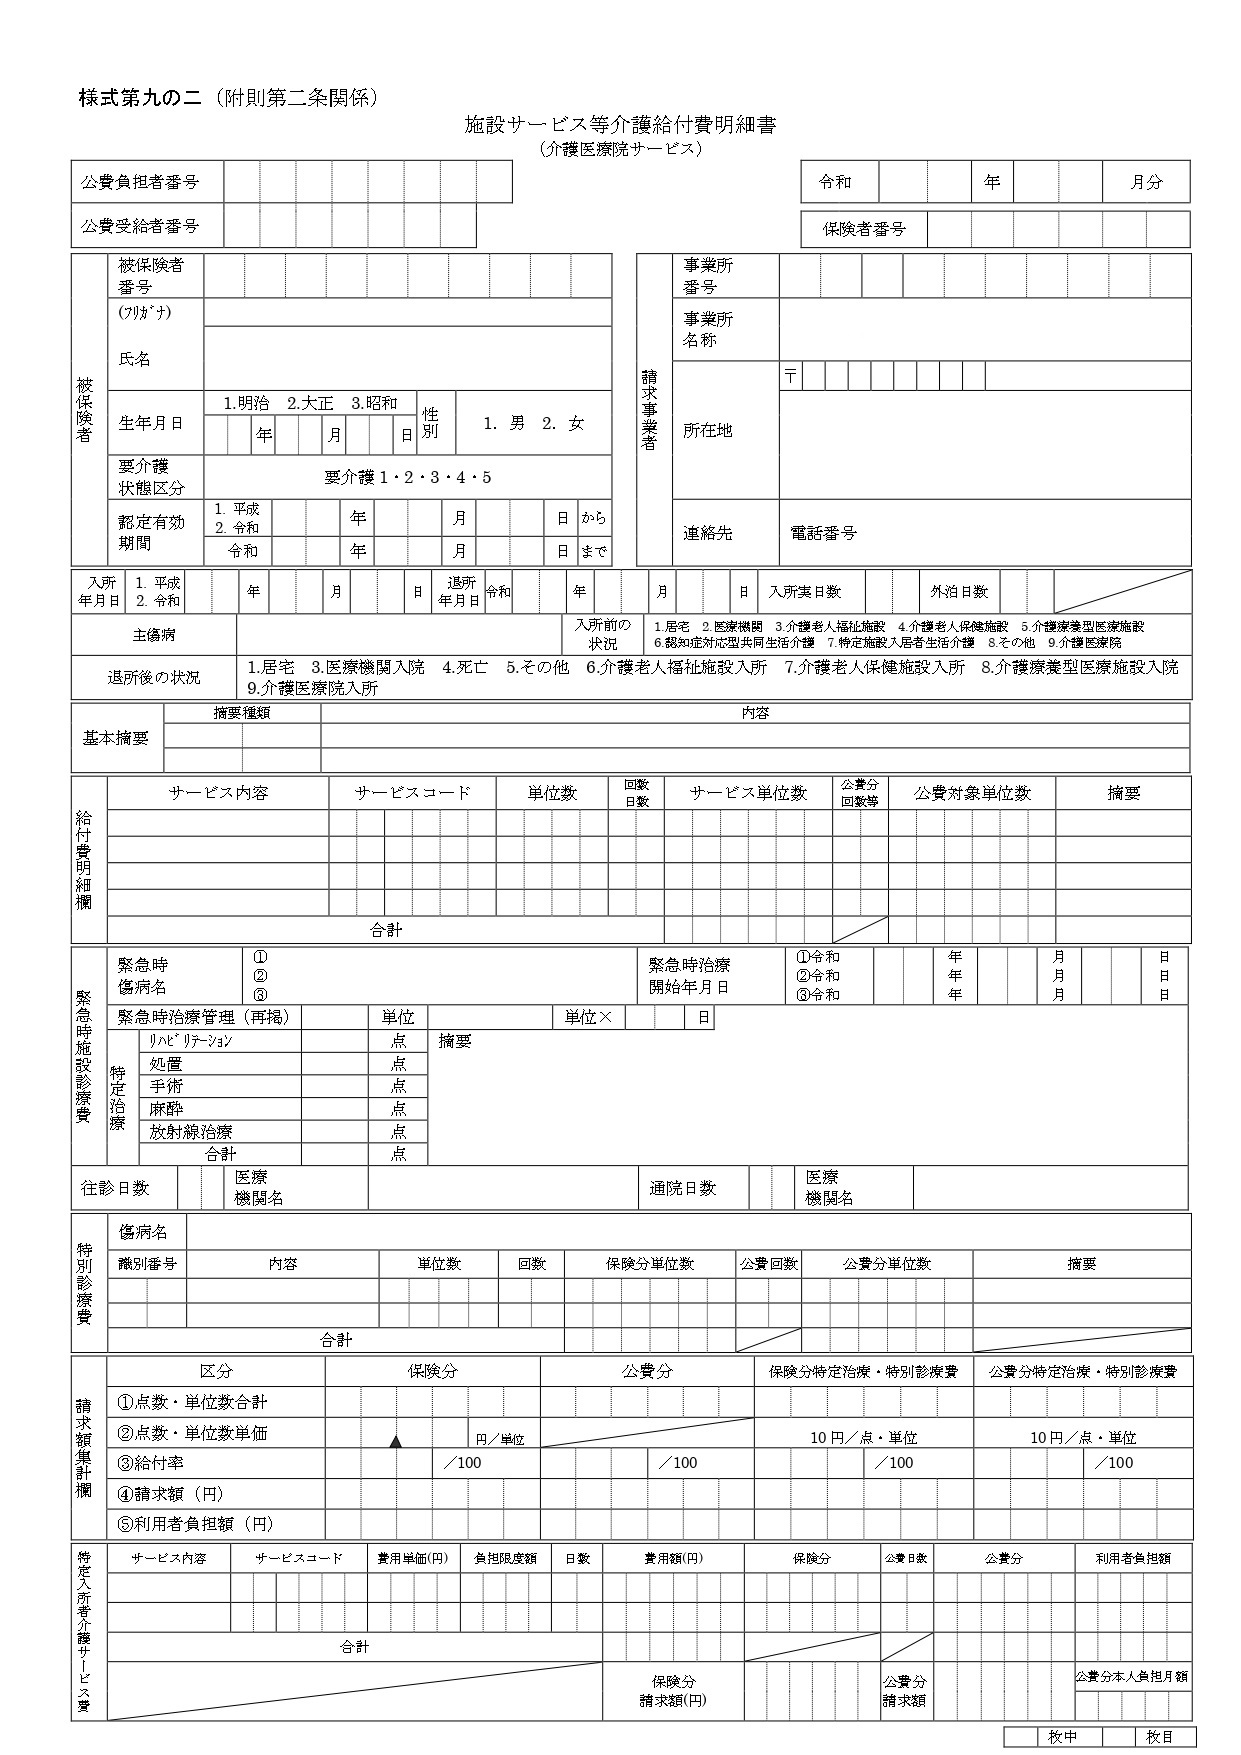 様式第九の二（附則第二条関係）
施設サービス等介護給付費明細書
（介護医療院サービス）
公費負担者番号
令和 年 月分
公費受給者番号
保険者番号
被保険者
被保険者
番号
(ﾌﾘｶﾞﾅ)
氏名
生年月日
1.明治 2.大正 3.昭和
年 月 日
性別
1. 男 2. 女
要介護
状態区分
要介護 1・2・3・4・5
認定有効
期間
1. 平成
2. 令和
年 月 日 から
令和 年 月 日 まで
請求事業者
事業所
番号
事業所
名称
所在地
〒
連絡先
電話番号
入所
年月日
1. 平成
2. 令和
年 月 日
退所
年月日
令和 年 月 日
入所実日数
外泊日数
主傷病
入所前の
状況
1.居宅 2.医療機関 3.介護老人福祉施設 4.介護老人保健施設 5.介護療養型医療施設
6.認知症対応型共同生活介護 7.特定施設入居者生活介護 8.その他 9.介護医療院
退所後の状況
1.居宅 3.医療機関入院 4.死亡 5.その他 6.介護老人福祉施設入所 7.介護老人保健施設入所 8.介護療養型医療施設入院
9.介護医療院入所
基本摘要
摘要種類 内容
給付費明細欄
サービス内容 サービスコード 単位数 回数日数 サービス単位数 公費分回数等 公費対象単位数 摘要
合計
緊急時施設診療費
緊急時
傷病名
①
②
③
緊急時治療
開始年月日
①令和 年 月 日
②令和 年 月 日
③令和 年 月 日
緊急時治療管理（再掲） 単位 単位× 日
特定治療
ﾘﾊﾋﾞﾘﾃｰｼｮﾝ 点
処置 点
手術 点
麻酔 点
放射線治療 点
合計 点
摘要
往診日数
医療
機関名
通院日数
医療
機関名
特別診療費
傷病名
識別番号 内容 単位数 回数 保険分単位数 公費回数 公費分単位数 摘要
合計
請求額集計欄
区分 保険分 公費分 保険分特定治療・特別診療費 公費分特定治療・特別診療費
①点数・単位数合計
②点数・単位数単価 ▲ 円／単位 10 円／点・単位 10 円／点・単位
③給付率 ／100 ／100 ／100 ／100
④請求額（円）
⑤利用者負担額（円）
特定入所者介護サービス費
サービス内容 サービスコード 費用単価(円) 負担限度額 日数 費用額(円) 保険分 公費日数 公費分 利用者負担額
合計
保険分
請求額(円)
公費分
請求額
公費分本人負担月額
枚中 枚目